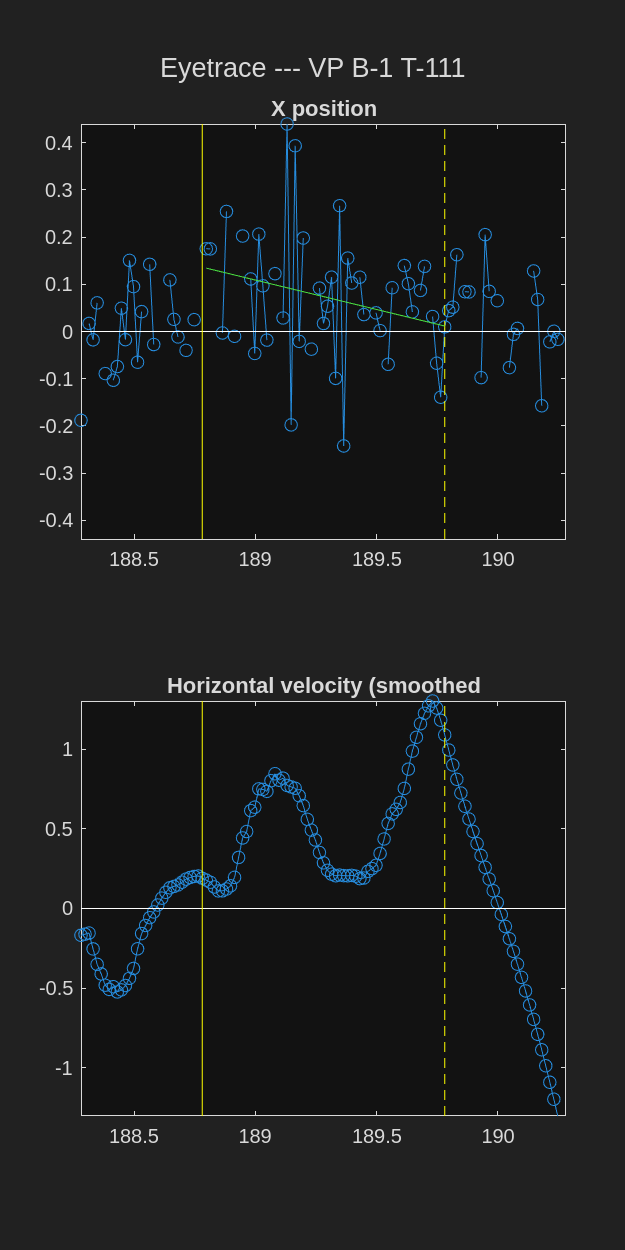 Eyetrace --- VP B-1 T-111
X position
0.4
0.3
0.2
0.1
0
-0.1
-0.2
-0.3
-0.4
188.5 189 189.5 190
Horizontal velocity (smoothed
1
0.5
0
-0.5
-1
188.5 189 189.5 190